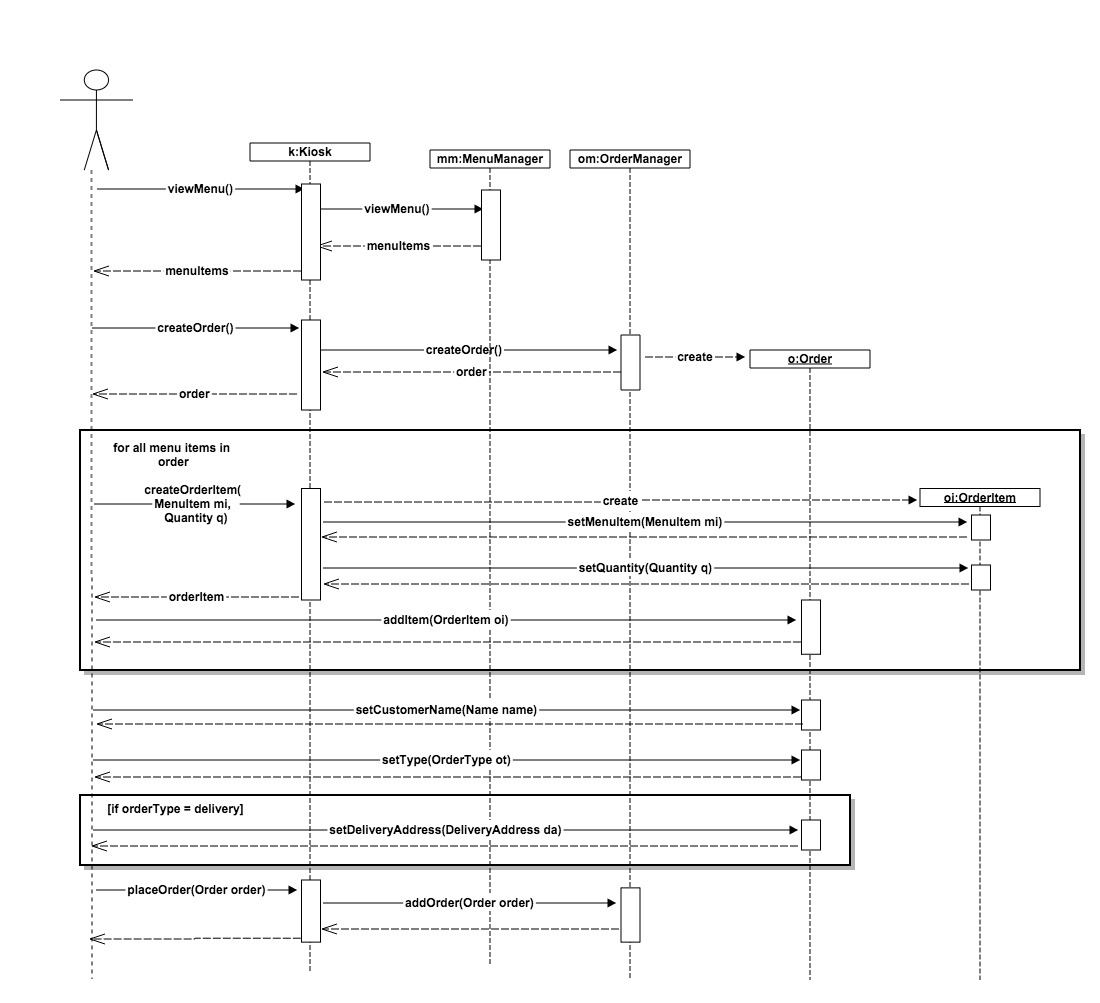 k:Kiosk
mm:MenuManager
om:OrderManager
viewMenu()
viewMenu()
menuItems
menuItems
createOrder()
createOrder()
create
o:Order
order
order
for all menu items in
order
createOrderItem(
MenuItem mi,
Quantity q)
create
oi:OrderItem
setMenuItem(MenuItem mi)
setQuantity(Quantity q)
orderItem
addItem(OrderItem oi)
setCustomerName(Name name)
setType(OrderType ot)
[if orderType = delivery]
setDeliveryAddress(DeliveryAddress da)
placeOrder(Order order)
addOrder(Order order)